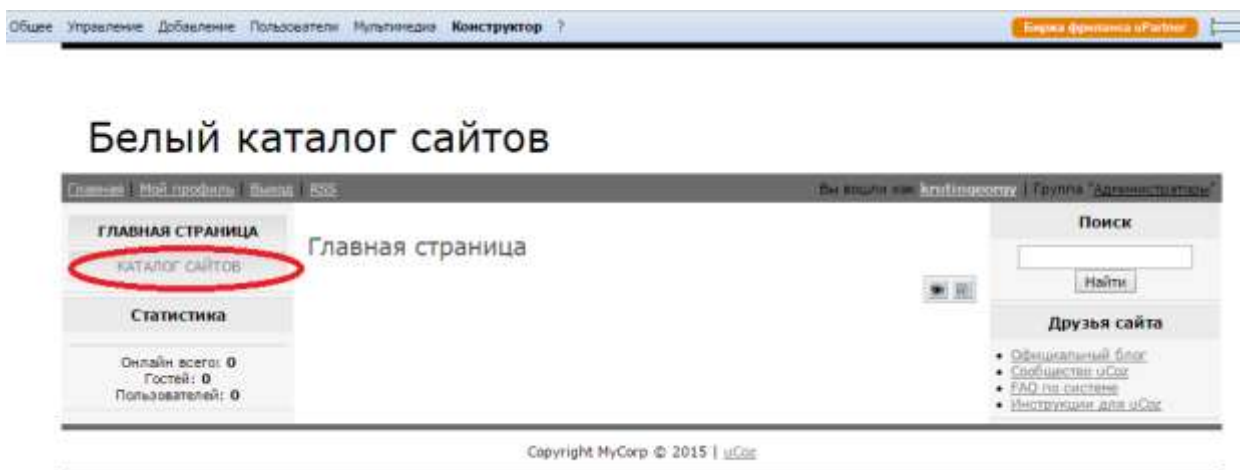 Общее Управление Добавление Пользователи Мультимедиа Конструктор ?
Биржа фриланса uPartner
Белый каталог сайтов
Главная | Мой профиль | Выход | RSS
Вы вошли как | Группа "Администраторы"
ГЛАВНАЯ СТРАНИЦА
КАТАЛОГ САЙТОВ
Статистика
Онлайн всего: 0
Гостей: 0
Пользователей: 0
Главная страница
Поиск
Найти
Друзья сайта
Официальный блог
Сообщество uCoz
FAQ по системе
Инструкции для uCoz
Copyright MyCorp © 2015 | uCoz